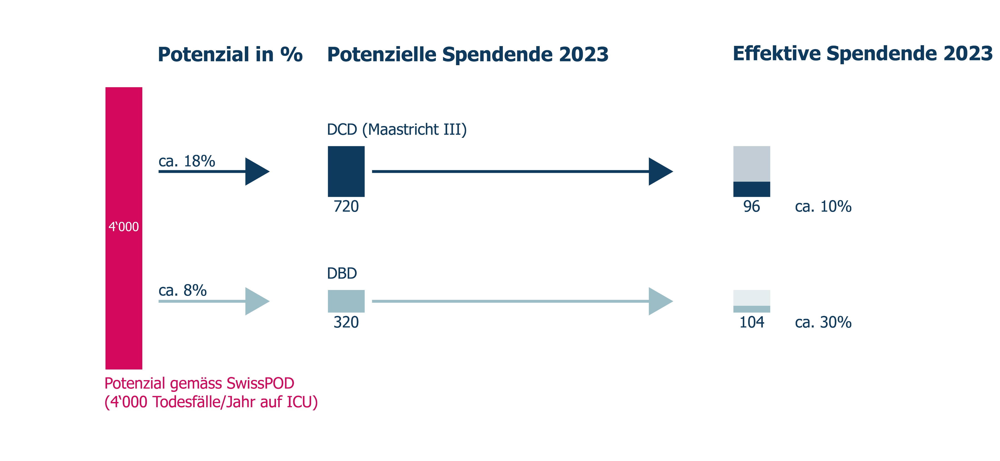 Potenzial in %
Potenzielle Spendende 2023
Effektive Spendende 2023
DCD (Maastricht III)
ca. 18%
720
96
ca. 10%
4‘000
DBD
ca. 8%
320
104
ca. 30%
Potenzial gemäss SwissPOD
(4‘000 Todesfälle/Jahr auf ICU)